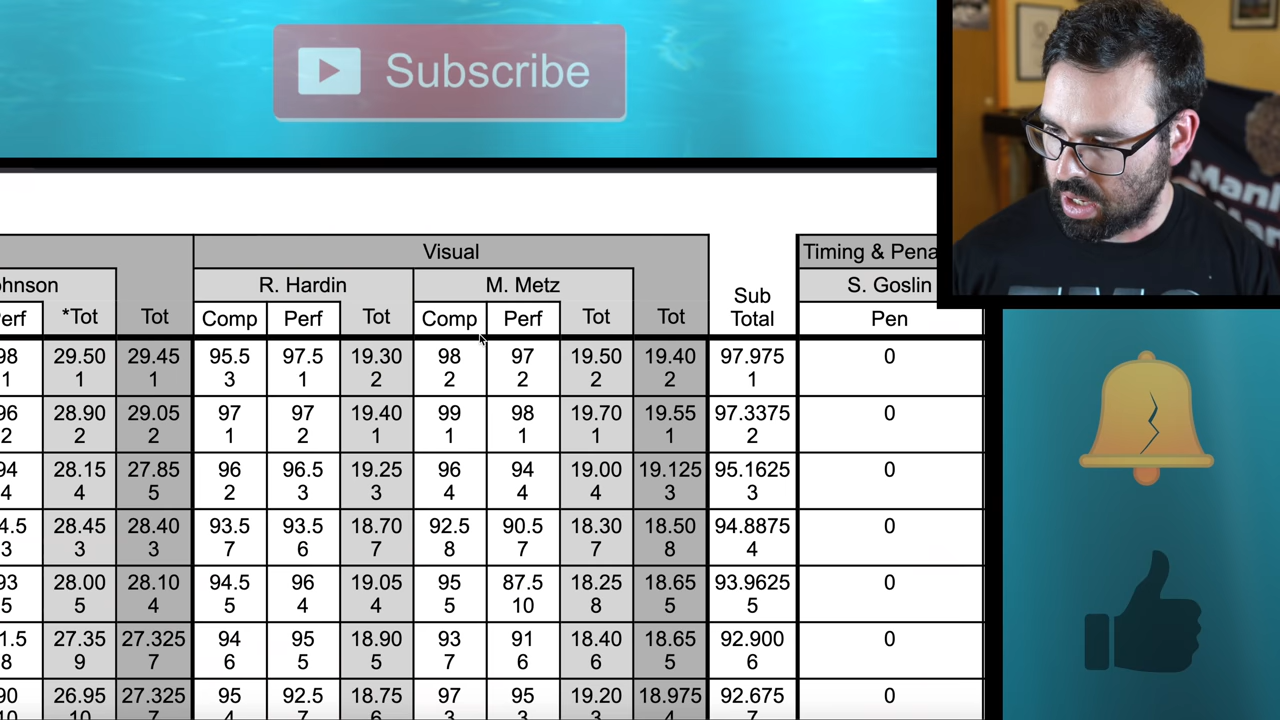 Subscribe
Visual
Timing & Pena
ohnson
R. Hardin
M. Metz
Sub
Total
S. Goslin
erf
*Tot
Tot
Comp
Perf
Tot
Comp
Perf
Tot
Tot
Pen
98 29.50 29.45 95.5 97.5 19.30 98 97 19.50 19.40 97.975 0
1 1 1 3 1 2 2 2 2 2 1
96 28.90 29.05 97 97 19.40 99 98 19.70 19.55 97.3375 0
2 2 2 1 2 1 1 1 1 1 2
94 28.15 27.85 96 96.5 19.25 96 94 19.00 19.125 95.1625 0
4 4 5 2 3 3 4 4 4 3 3
4.5 28.45 28.40 93.5 93.5 18.70 92.5 90.5 18.30 18.50 94.8875 0
3 3 3 7 6 7 8 7 7 8 4
93 28.00 28.10 94.5 96 19.05 95 87.5 18.25 18.65 93.9625 0
5 5 4 5 4 4 5 10 8 5 5
1.5 27.35 27.325 94 95 18.90 93 91 18.40 18.65 92.900 0
8 9 7 6 5 5 7 6 6 5 6
90 26.95 27.325 95 92.5 18.75 97 95 19.20 18.975 92.675 0
10 10 7 4 7 6 3 3 3 4 7